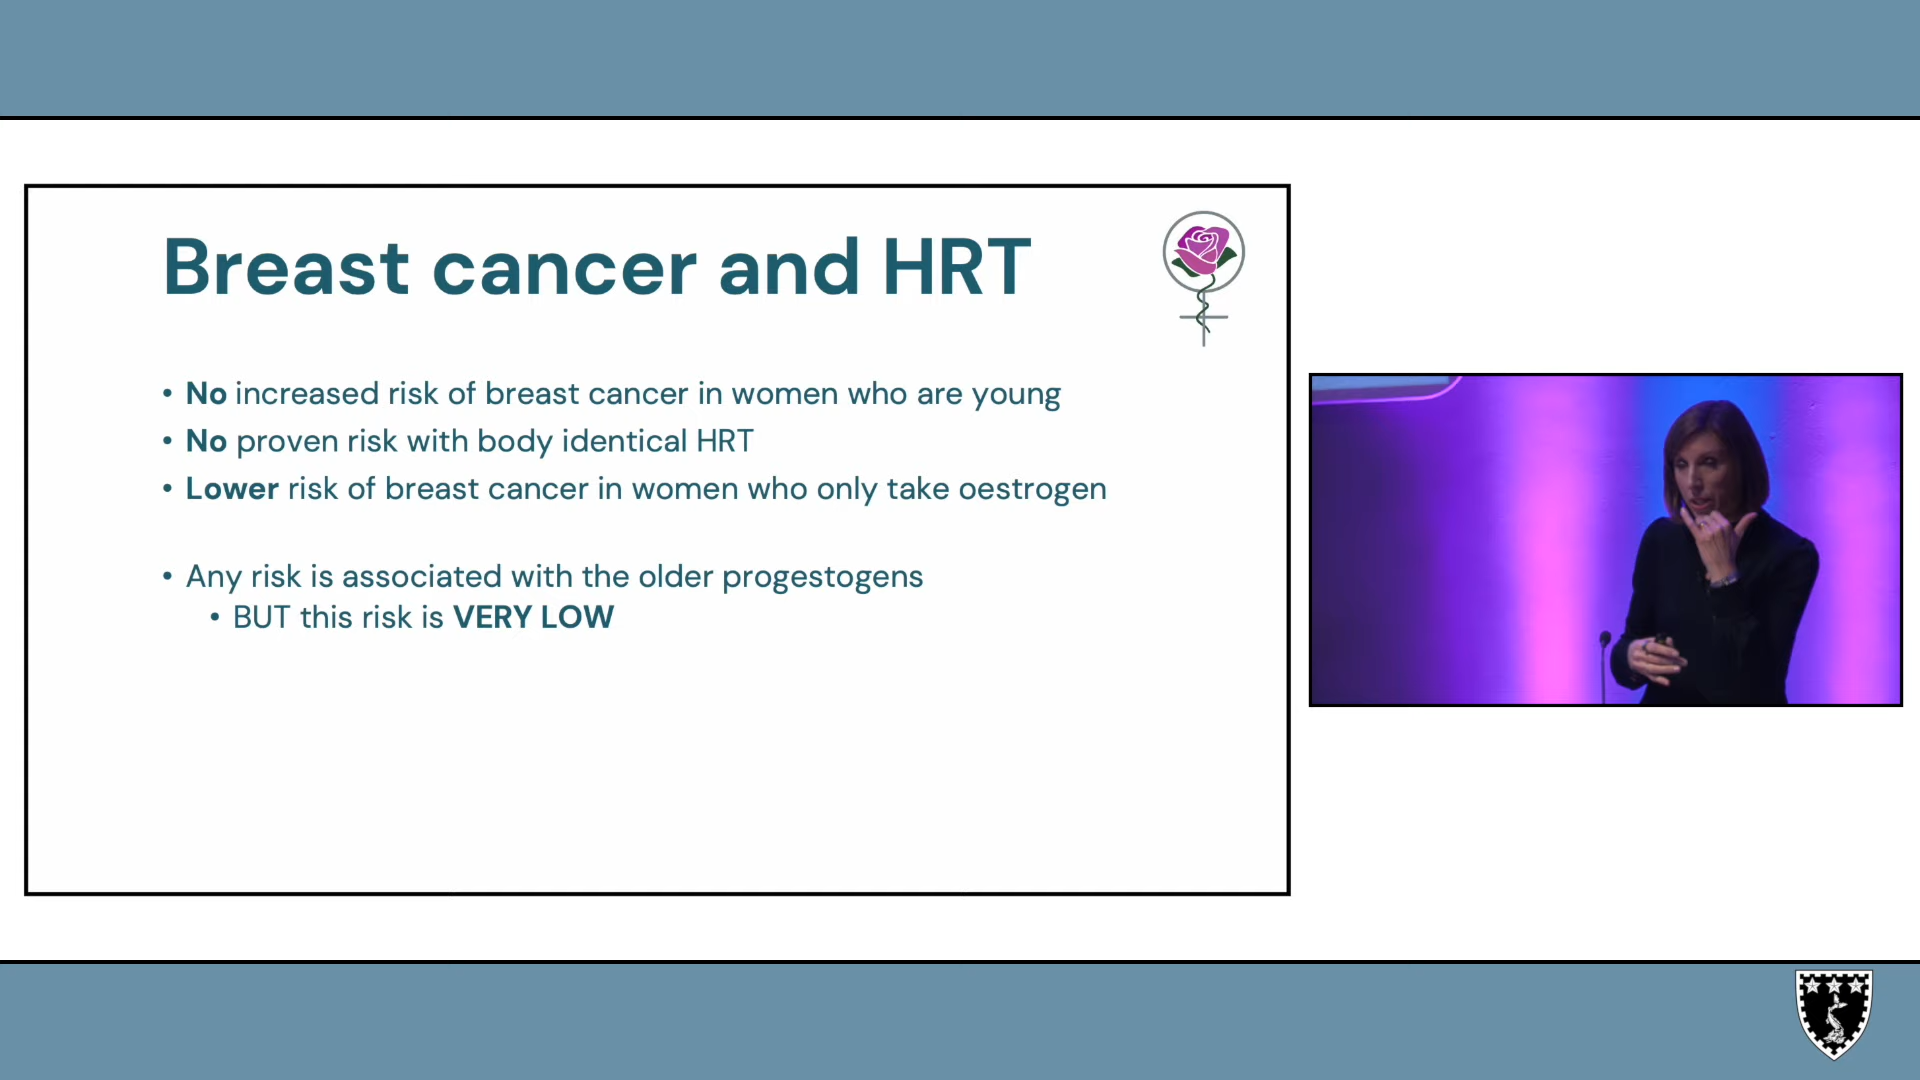 Breast cancer and HRT
• No increased risk of breast cancer in women who are young
• No proven risk with body identical HRT
• Lower risk of breast cancer in women who only take oestrogen
• Any risk is associated with the older progestogens
• BUT this risk is VERY LOW